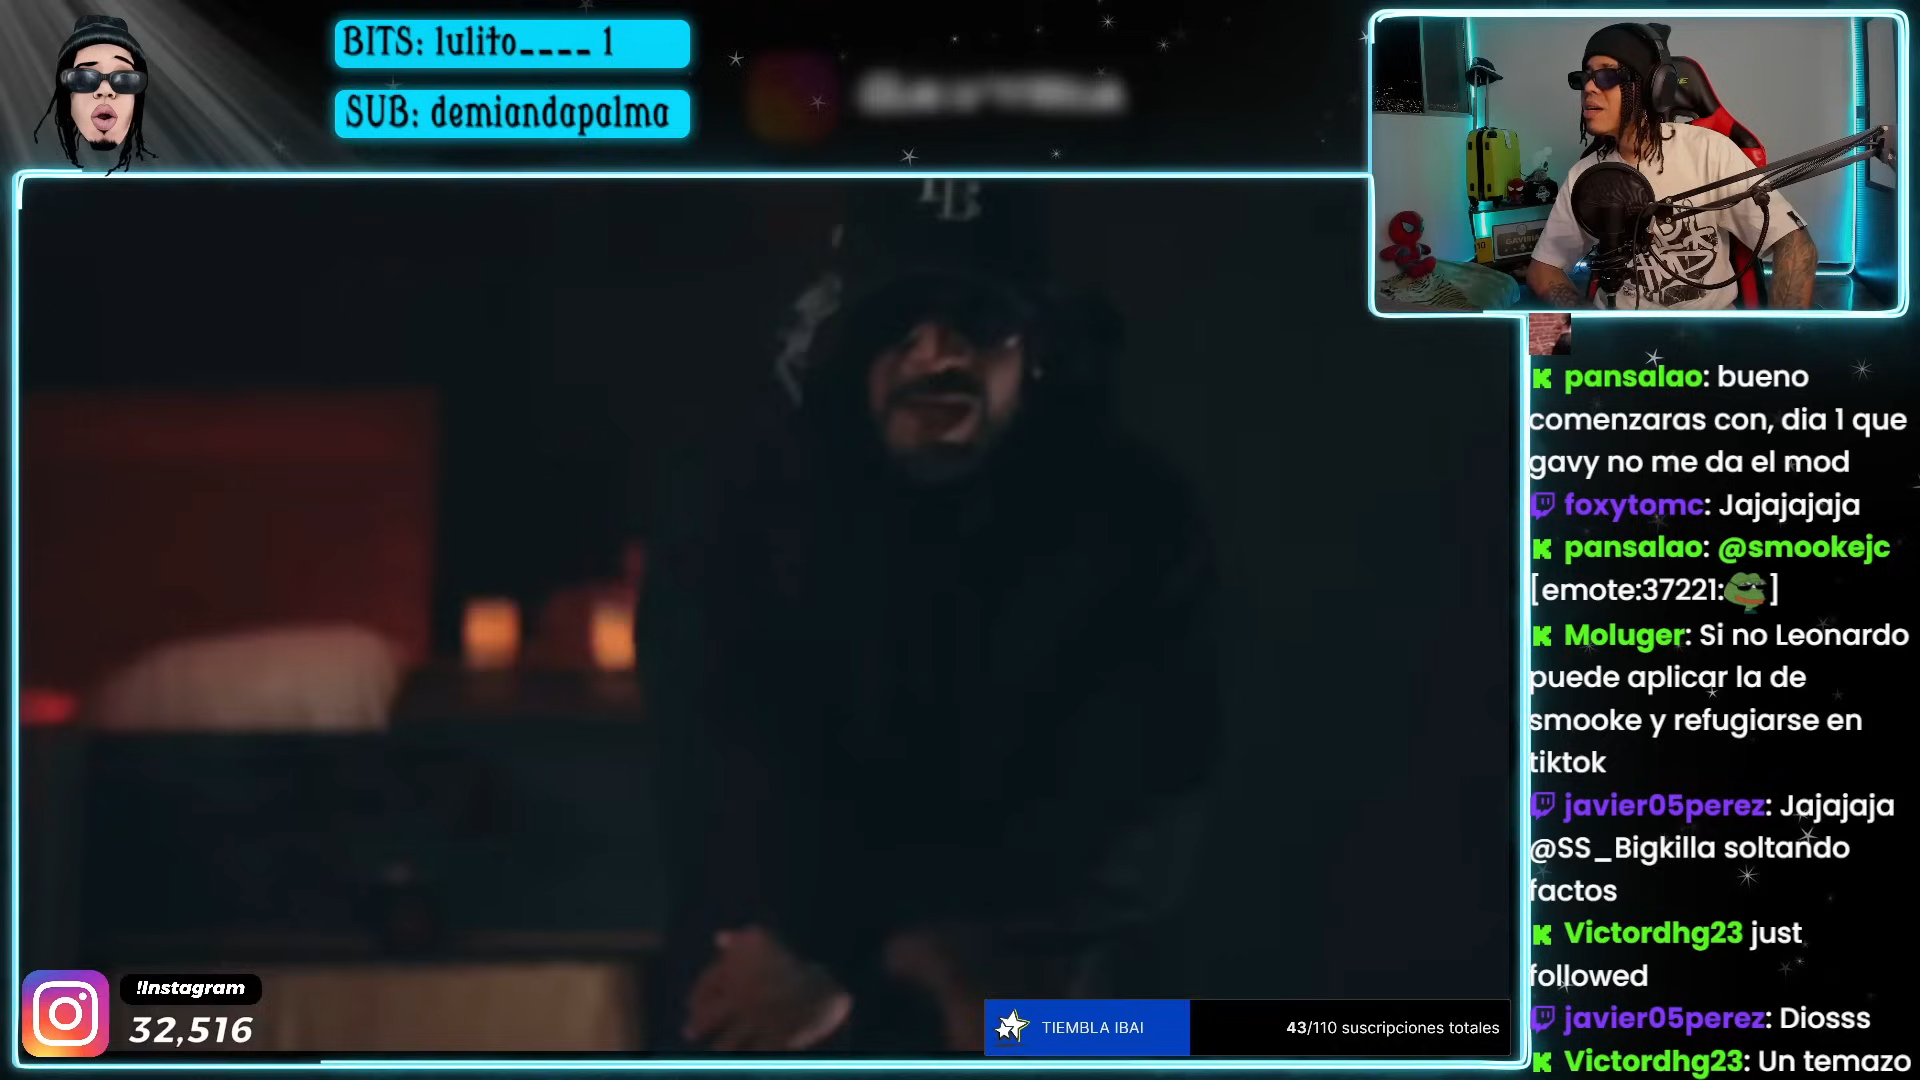 BITS: lulito____ 1
SUB: demiandapalma
GAVIRIA
pansalao: bueno
comenzaras con, dia 1 que
gavy no me da el mod
foxytomc: Jajajajaja
pansalao: @smookejc
[emote:37221: ]
Moluger: Si no Leonardo
puede aplicar la de
smooke y refugiarse en
tiktok
javier05perez: Jajajaja
@SS_Bigkilla soltando
factos
Victordhg23 just
followed
javier05perez: Diosss
Victordhg23: Un temazo
!Instagram
32,516
TIEMBLA IBAI
43/110 suscripciones totales